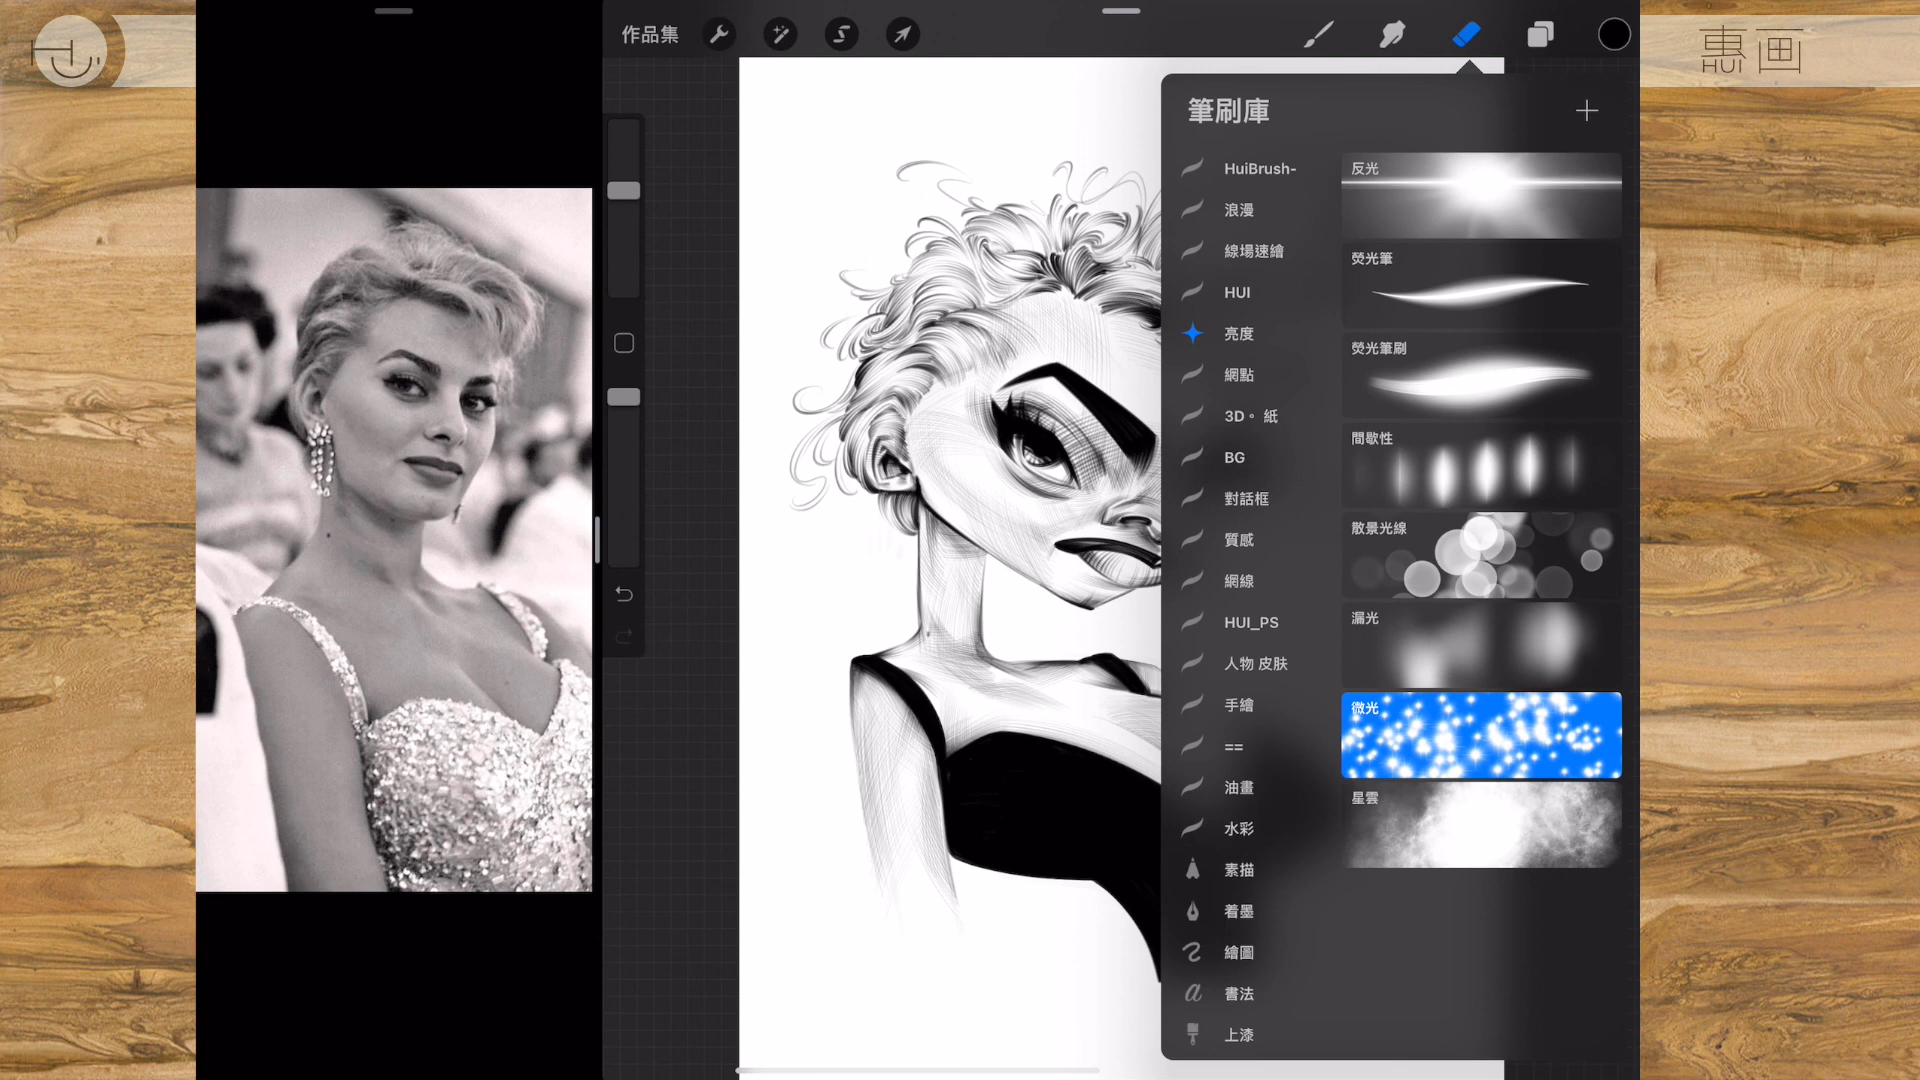 作品集
惠画
HUI
筆刷庫
HuiBrush-
浪漫
線場速繪
HUI
亮度
網點
3D。紙
BG
對話框
質感
網線
HUI_PS
人物 皮肤
手繪
==
油畫
水彩
素描
着墨
繪圖
書法
上漆
反光
熒光筆
熒光筆刷
間歇性
散景光線
漏光
微光
星雲